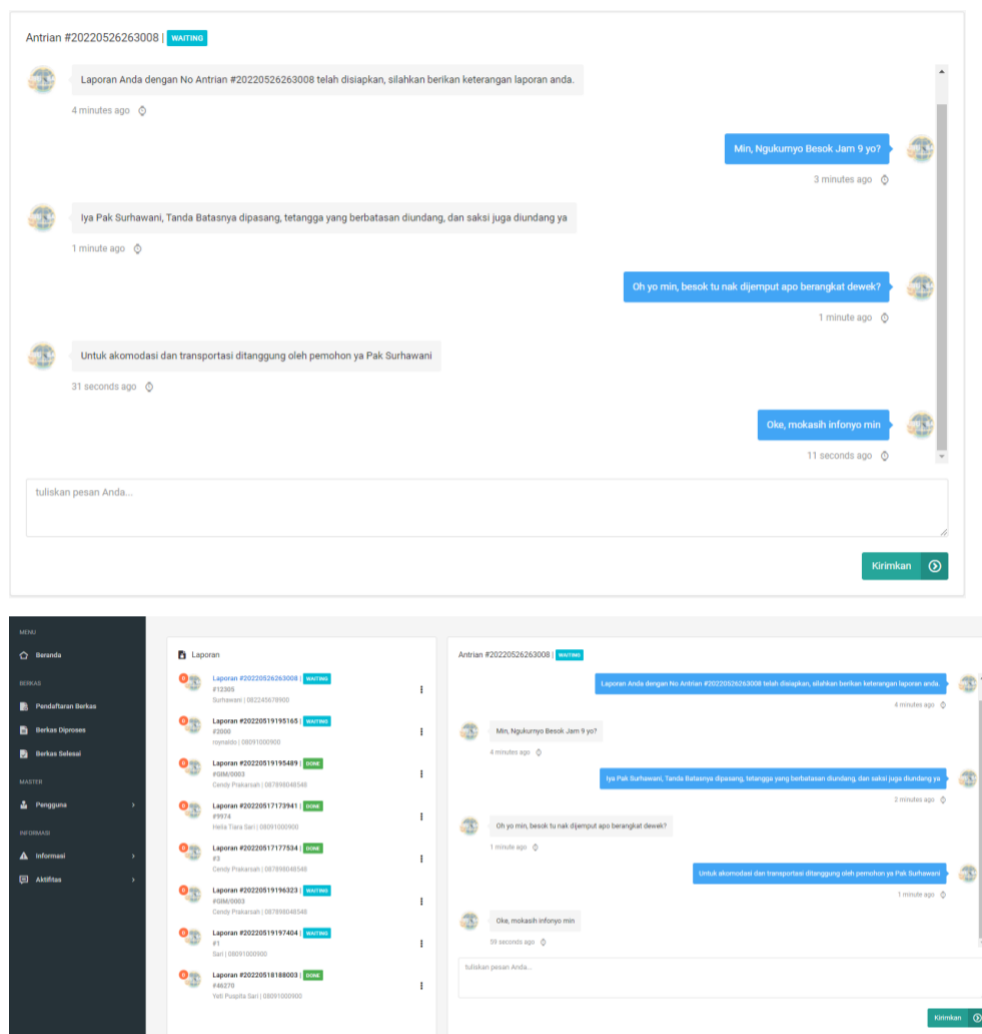 Antrian #20220526263008 | WAITING
Laporan Anda dengan No Antrian #20220526263008 telah disiapkan, silahkan berikan keterangan laporan anda.
4 minutes ago
Min, Ngukurnyo Besok Jam 9 yo?
3 minutes ago
Iya Pak Surhawani, Tanda Batasnya dipasang, tetangga yang berbatasan diundang, dan saksi juga diundang ya
1 minute ago
Oh yo min, besok tu nak dijemput apo berangkat dewek?
1 minute ago
Untuk akomodasi dan transportasi ditanggung oleh pemohon ya Pak Surhawani
31 seconds ago
Oke, mokasih infonyo min
11 seconds ago
tuliskan pesan Anda...
Kirimkan
MENU
Beranda
BERKAS
Pendaftaran Berkas
Berkas Diproses
Berkas Selesai
MASTER
Pengguna
INFORMASI
Informasi
Aktifitas
Laporan
0
Laporan #20220526263008 | WAITING
#12309
Surhawani | 082245678900
0
Laporan #20220519195165 | WAITING
#2000
roynaldo | 08091000900
0
Laporan #20220519195489 | DONE
#GIM/0003
Cendy Prakarsah | 087898048548
0
Laporan #20220517173941 | DONE
#9974
Helia Tiara Sari | 08091000900
0
Laporan #20220517177534 | DONE
#3
Cendy Prakarsah | 087898048548
0
Laporan #20220519196323 | WAITING
#GIM/0003
Cendy Prakarsah | 087898048548
0
Laporan #20220519197404 | WAITING
#1
Sari | 08091000900
0
Laporan #20220518188003 | DONE
#46270
Yeti Puspita Sari | 08091000900
Antrian #20220526263008 | WAITING
Laporan Anda dengan No Antrian #20220526263008 telah disiapkan, silahkan berikan keterangan laporan anda.
4 minutes ago
Min, Ngukurnyo Besok Jam 9 yo?
4 minutes ago
Iya Pak Surhawani, Tanda Batasnya dipasang, tetangga yang berbatasan diundang, dan saksi juga diundang ya
2 minutes ago
Oh yo min, besok tu nak dijemput apo berangkat dewek?
1 minute ago
Untuk akomodasi dan transportasi ditanggung oleh pemohon ya Pak Surhawani
1 minute ago
Oke, mokasih infonyo min
59 seconds ago
tuliskan pesan Anda...
Kirimkan